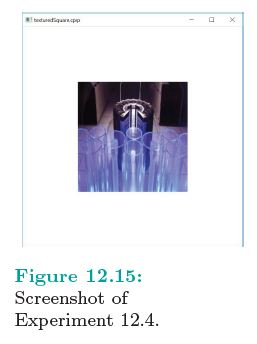 texturedSquare.cpp
Figure 12.15:
Screenshot of
Experiment 12.4.